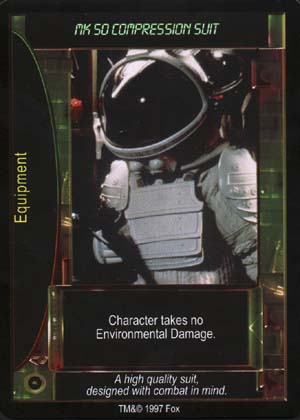 MK 50 COMPRESSION SUIT
Equipment
Character takes no
Environmental Damage.
A high quality suit,
designed with combat in mind.
TM&© 1997 Fox